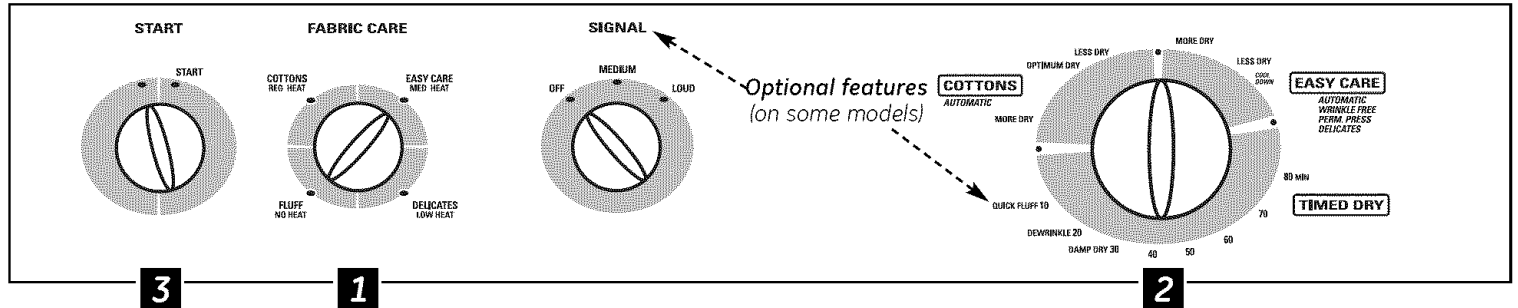 START
START
FABRIC CARE
COTTONS
REG HEAT
EASY CARE
MED HEAT
FLUFF
NO HEAT
DELICATES
LOW HEAT
SIGNAL
OFF
MEDIUM
LOUD
Optional features
(on some models)
COTTONS
AUTOMATIC
MORE DRY
OPTIMUM DRY
LESS DRY
MORE DRY
LESS DRY
COOL
DOWN
EASY CARE
AUTOMATIC
WRINKLE FREE
PERM. PRESS
DELICATES
80 MIN
TIMED DRY
70
60
50
40
DAMP DRY 30
DEWRINKLE 20
QUICK FLUFF 10
3
1
2